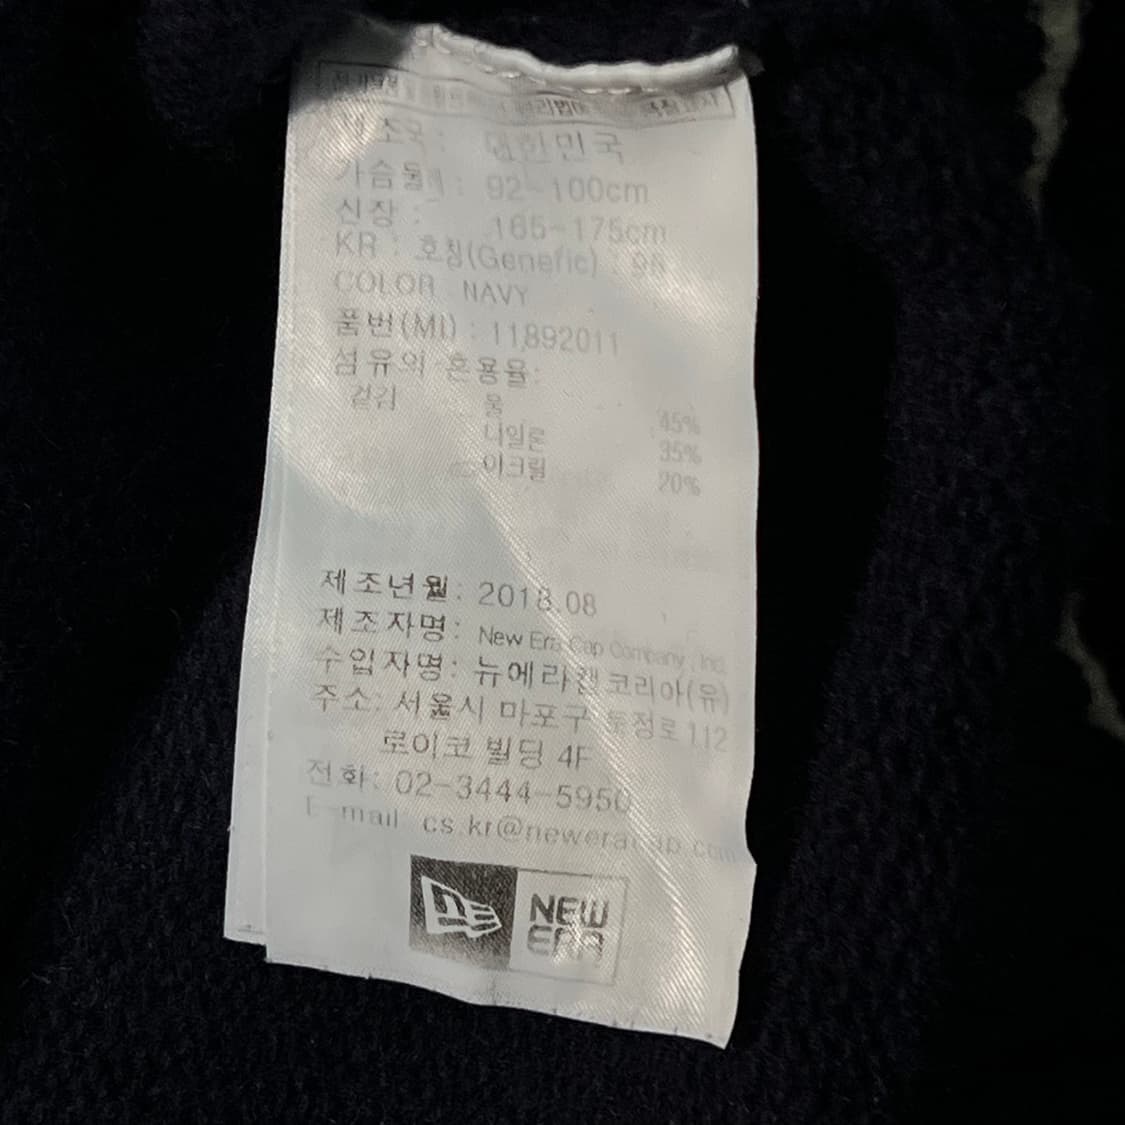 제조국: 대한민국
가슴둘레: 92-100cm
신장: 165-175cm
KR: 호칭(Generic): 95
COLOR NAVY
품번(MD): 11892011
섬유의 혼용율:
겉감 울 45%
나일론 35%
아크릴 20%
제조년월: 2018.08
제조자명: New Era Cap Company, Inc.
수입자명: 뉴에라캡코리아(유)
주소: 서울시 마포구 112
로이코 빌딩 4F
전화: 02-3444-5950
E-mail cs.kr@neweracap.com
NEW
ERA